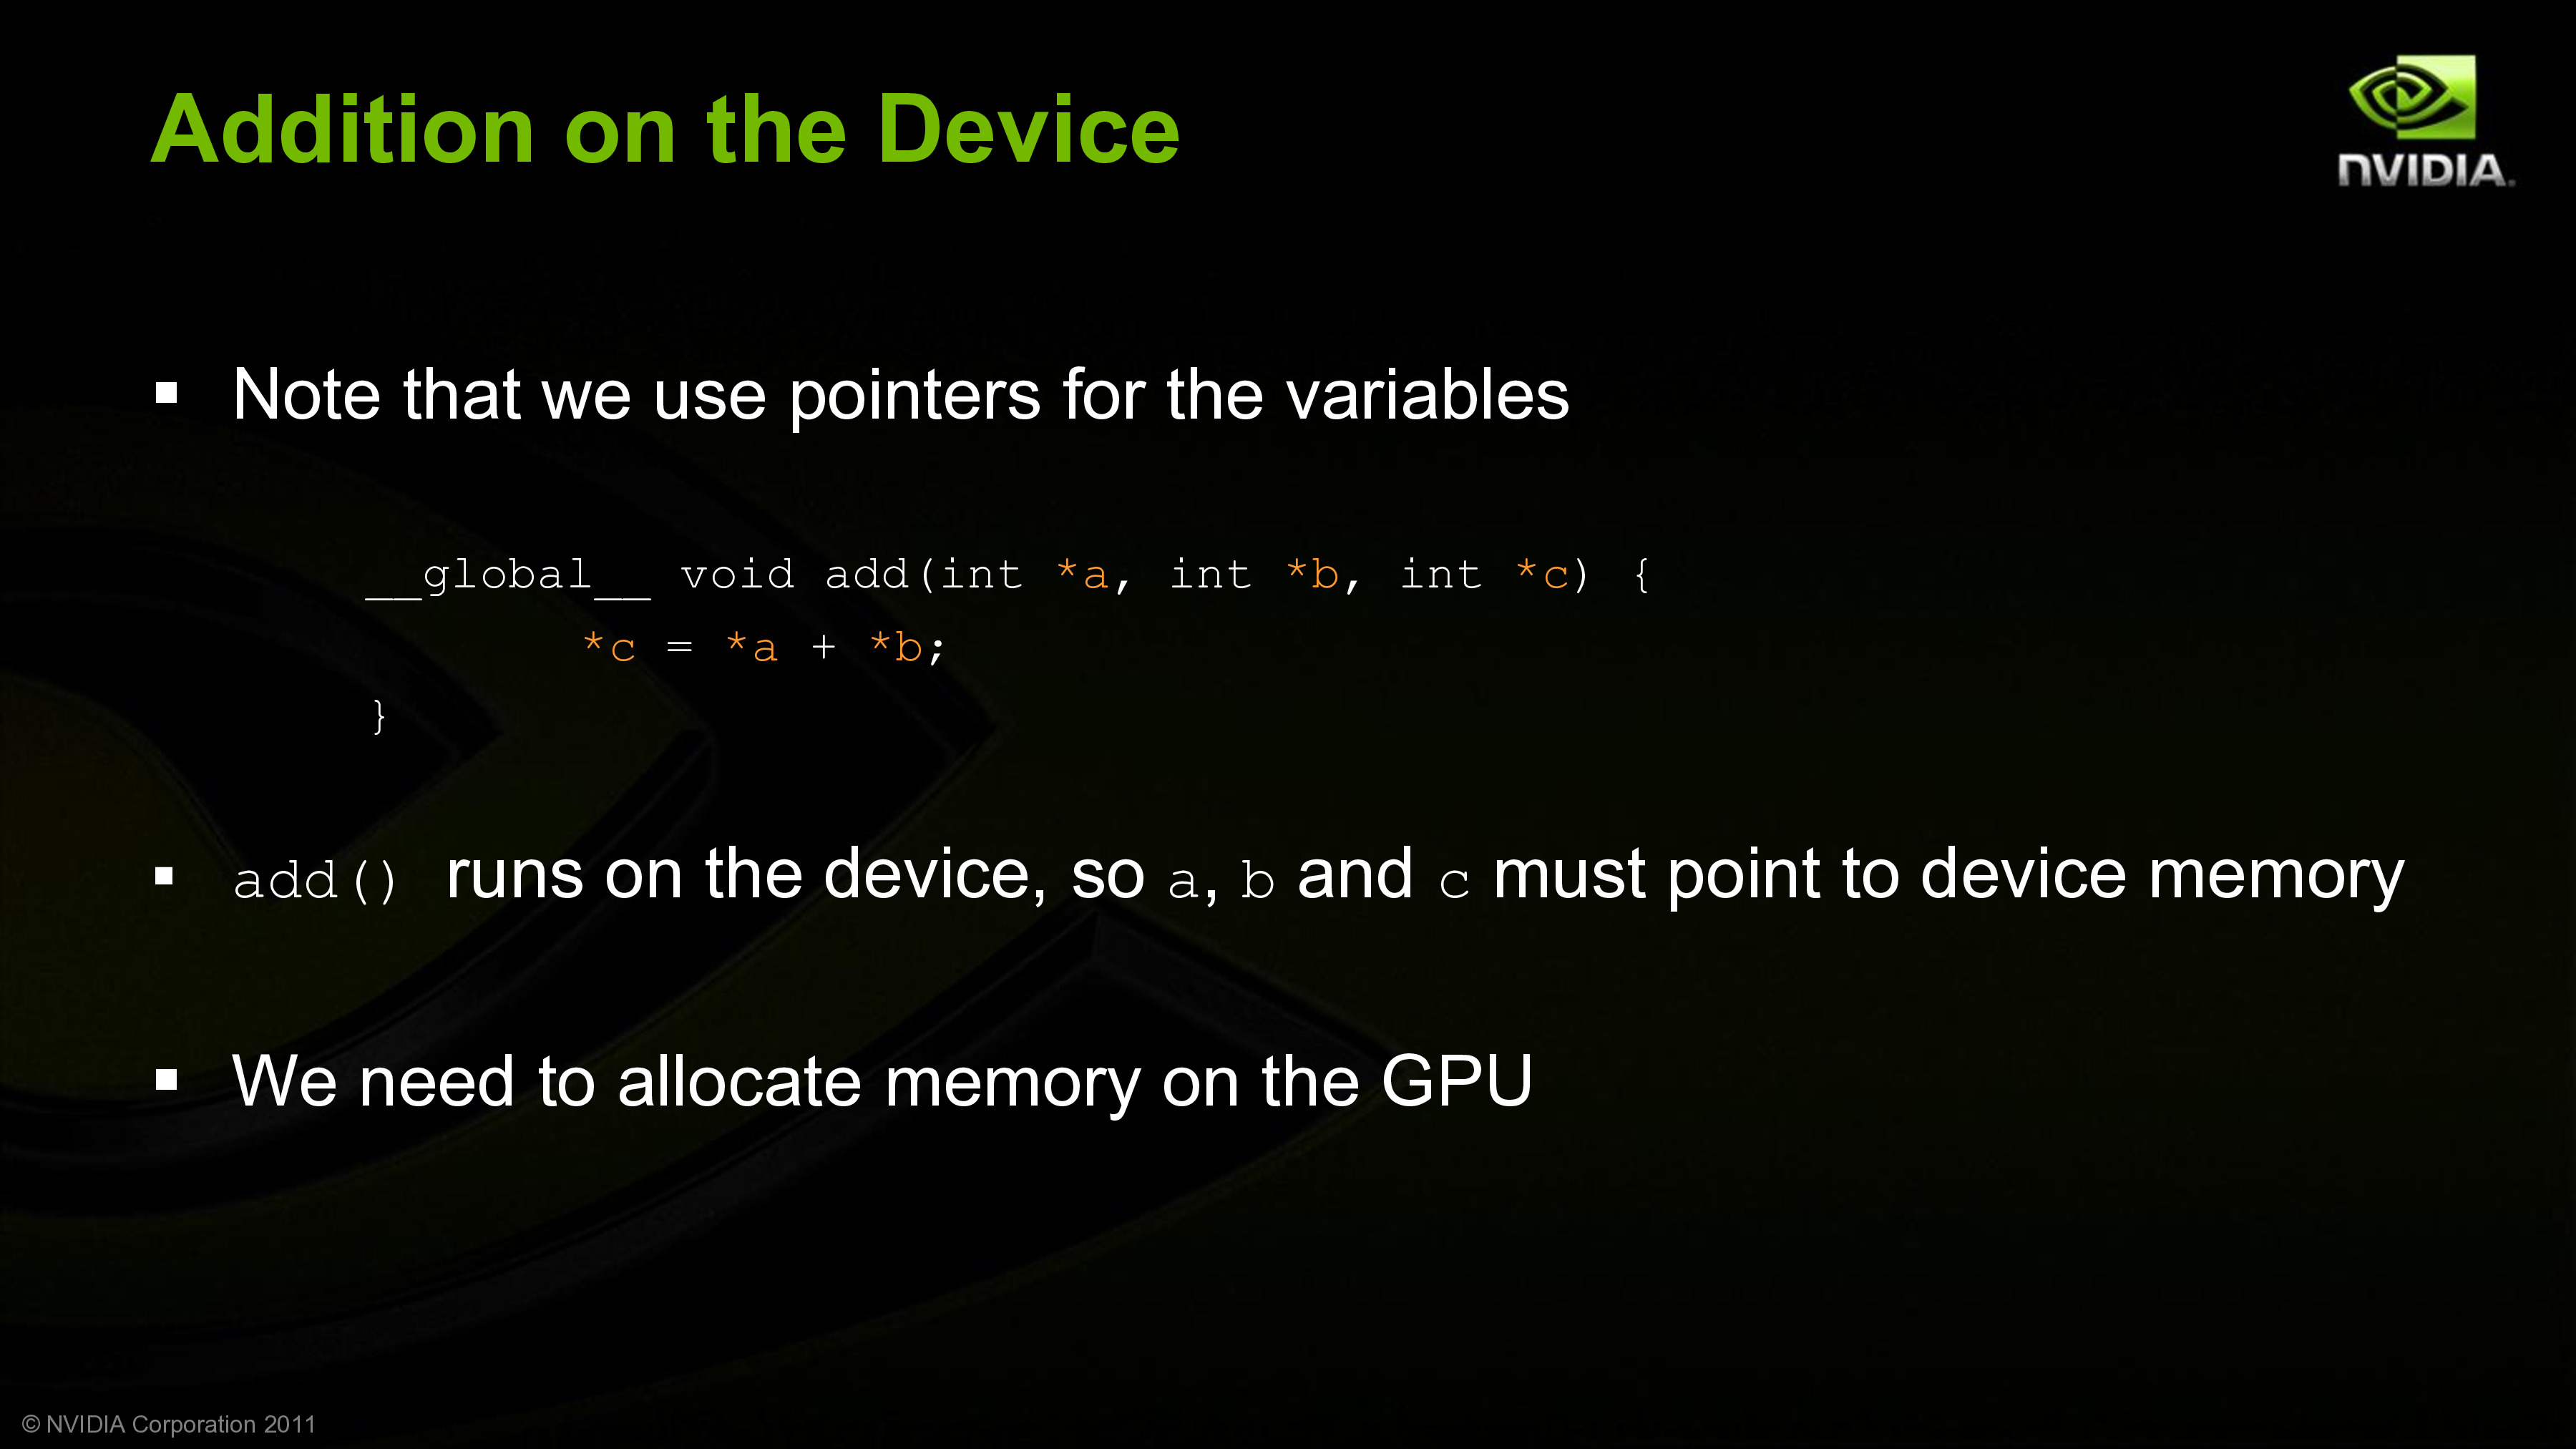 Addition on the Device
NVIDIA.
▪ Note that we use pointers for the variables
__global__ void add(int *a, int *b, int *c) {
*c = *a + *b;
}
▪ add() runs on the device, so a, b and c must point to device memory
▪ We need to allocate memory on the GPU
© NVIDIA Corporation 2011